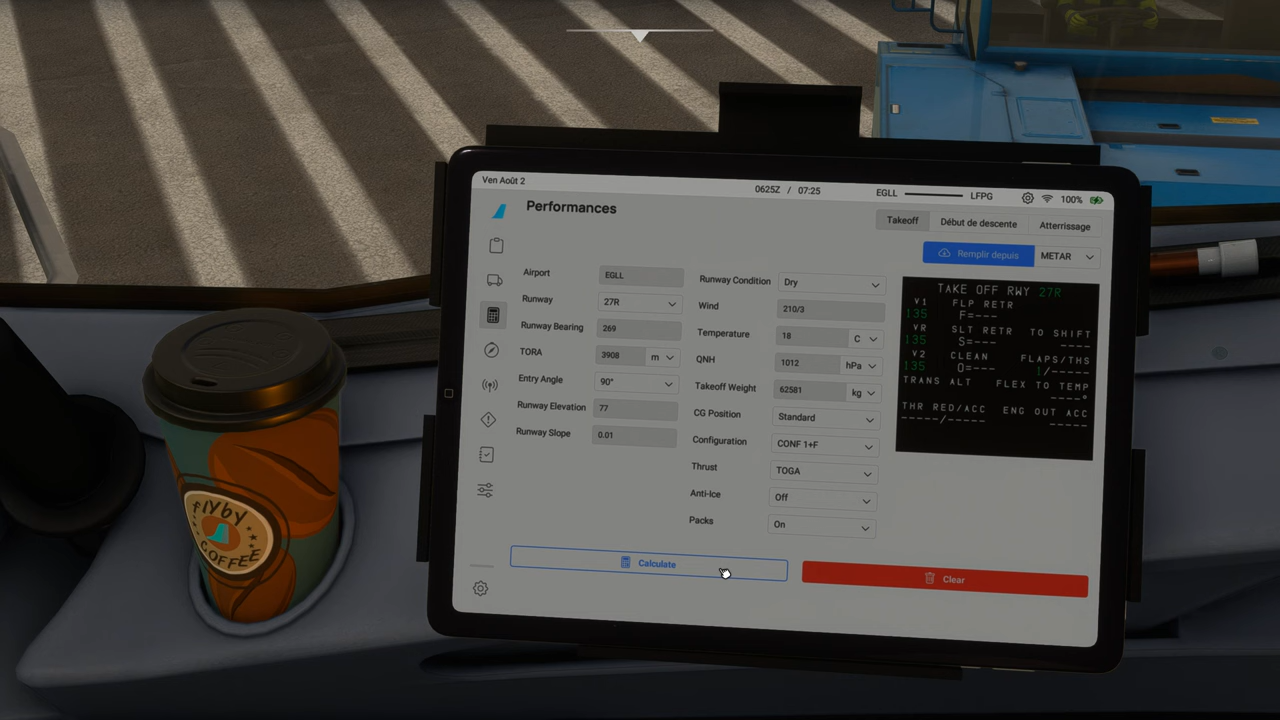 Ven Août 2
0625Z / 07:25
EGLL
LFPG
100%
Performances
Takeoff
Début de descente
Atterrissage
Remplir depuis
METAR
Airport
EGLL
Runway
27R
Runway Bearing
269
TORA
3908
m
Entry Angle
90°
Runway Elevation
77
Runway Slope
0.01
Runway Condition
Dry
Wind
210/3
Temperature
18
C
QNH
1012
hPa
Takeoff Weight
62581
kg
CG Position
Standard
Configuration
CONF 1+F
Thrust
TOGA
Anti-Ice
Off
Packs
On
TAKE OFF RWY 27R
V1 FLP RETR
135 F=---
VR SLT RETR TO SHIFT
135 S=--- ----
V2 CLEAN FLAPS/THS
135 O=--- 1/-----
TRANS ALT FLEX TO TEMP
----°
THR RED/ACC ENG OUT ACC
-----/----- -----
Calculate
Clear
flyby
COFFEE